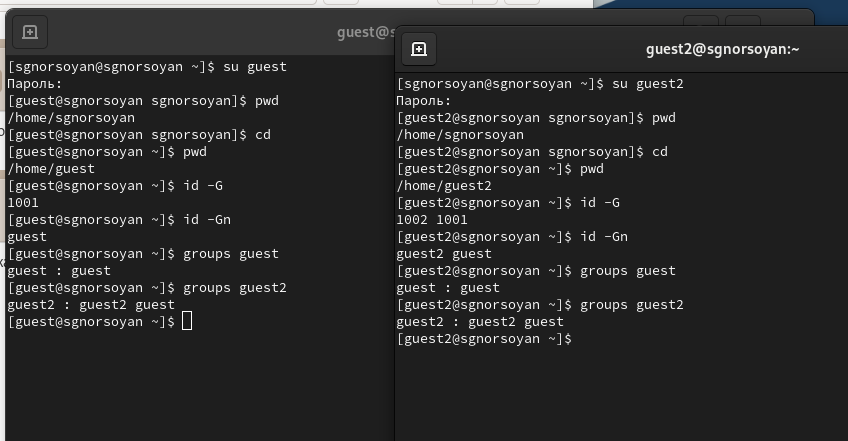 guest@s
[sgnorsoyan@sgnorsoyan ~]$ su guest
Пароль:
[guest@sgnorsoyan sgnorsoyan]$ pwd
/home/sgnorsoyan
[guest@sgnorsoyan sgnorsoyan]$ cd
[guest@sgnorsoyan ~]$ pwd
/home/guest
[guest@sgnorsoyan ~]$ id -G
1001
[guest@sgnorsoyan ~]$ id -Gn
guest
[guest@sgnorsoyan ~]$ groups guest
guest : guest
[guest@sgnorsoyan ~]$ groups guest2
guest2 : guest2 guest
[guest@sgnorsoyan ~]$
guest2@sgnorsoyan:~
[sgnorsoyan@sgnorsoyan ~]$ su guest2
Пароль:
[guest2@sgnorsoyan sgnorsoyan]$ pwd
/home/sgnorsoyan
[guest2@sgnorsoyan sgnorsoyan]$ cd
[guest2@sgnorsoyan ~]$ pwd
/home/guest2
[guest2@sgnorsoyan ~]$ id -G
1002 1001
[guest2@sgnorsoyan ~]$ id -Gn
guest2 guest
[guest2@sgnorsoyan ~]$ groups guest
guest : guest
[guest2@sgnorsoyan ~]$ groups guest2
guest2 : guest2 guest
[guest2@sgnorsoyan ~]$